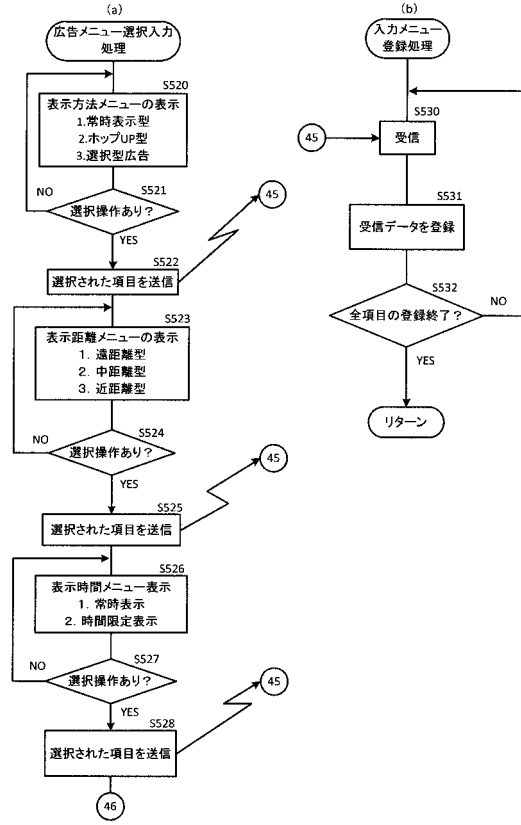 (a)
広告メニュー選択入力
処理
S520
表示方法メニューの表示
1.常時表示型
2.ホップUP型
3.選択型広告
NO
S521
選択操作あり？
YES
45
S522
選択された項目を送信
S523
表示距離メニューの表示
1. 遠距離型
2. 中距離型
3. 近距離型
NO
S524
選択操作あり？
YES
45
S525
選択された項目を送信
S526
表示時間メニュー表示
1. 常時表示
2. 時間限定表示
NO
S527
選択操作あり？
YES
45
S528
選択された項目を送信
46
(b)
入力メニュー
登録処理
S530
45
受信
S531
受信データを登録
S532
全項目の登録終了？
NO
YES
リターン